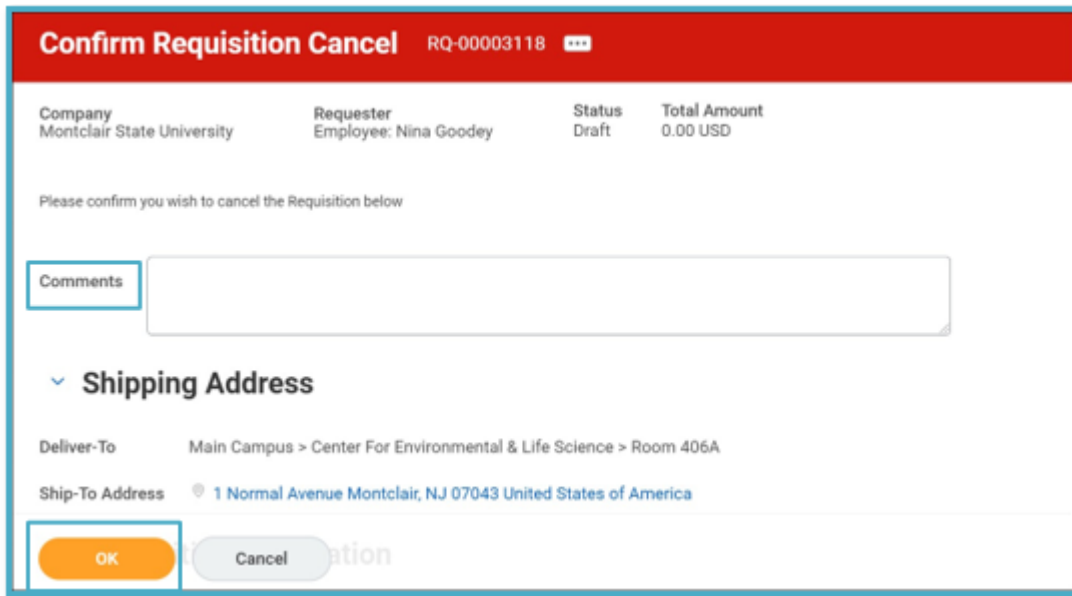 Confirm Requisition Cancel RQ-00003118
Company Requester Status Total Amount
Montclair State University Employee: Nina Goodey Draft 0.00 USD
Please confirm you wish to cancel the Requisition below
Comments
Shipping Address
Deliver-To Main Campus > Center For Environmental & Life Science > Room 406A
Ship-To Address 1 Normal Avenue Montclair, NJ 07043 United States of America
OK Cancel